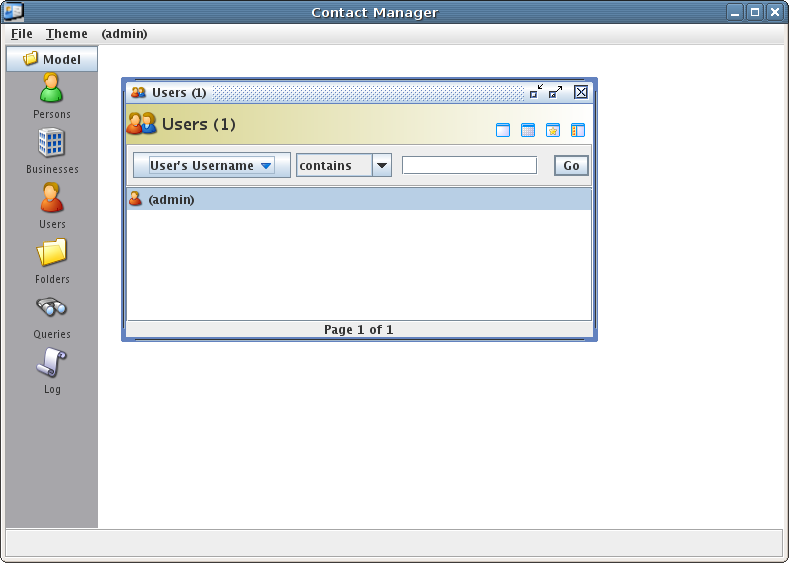 Contact Manager
File Theme (admin)
Model
Persons
Businesses
Users
Folders
Queries
Log
Users (1)
Users (1)
User's Username contains Go
(admin)
Page 1 of 1